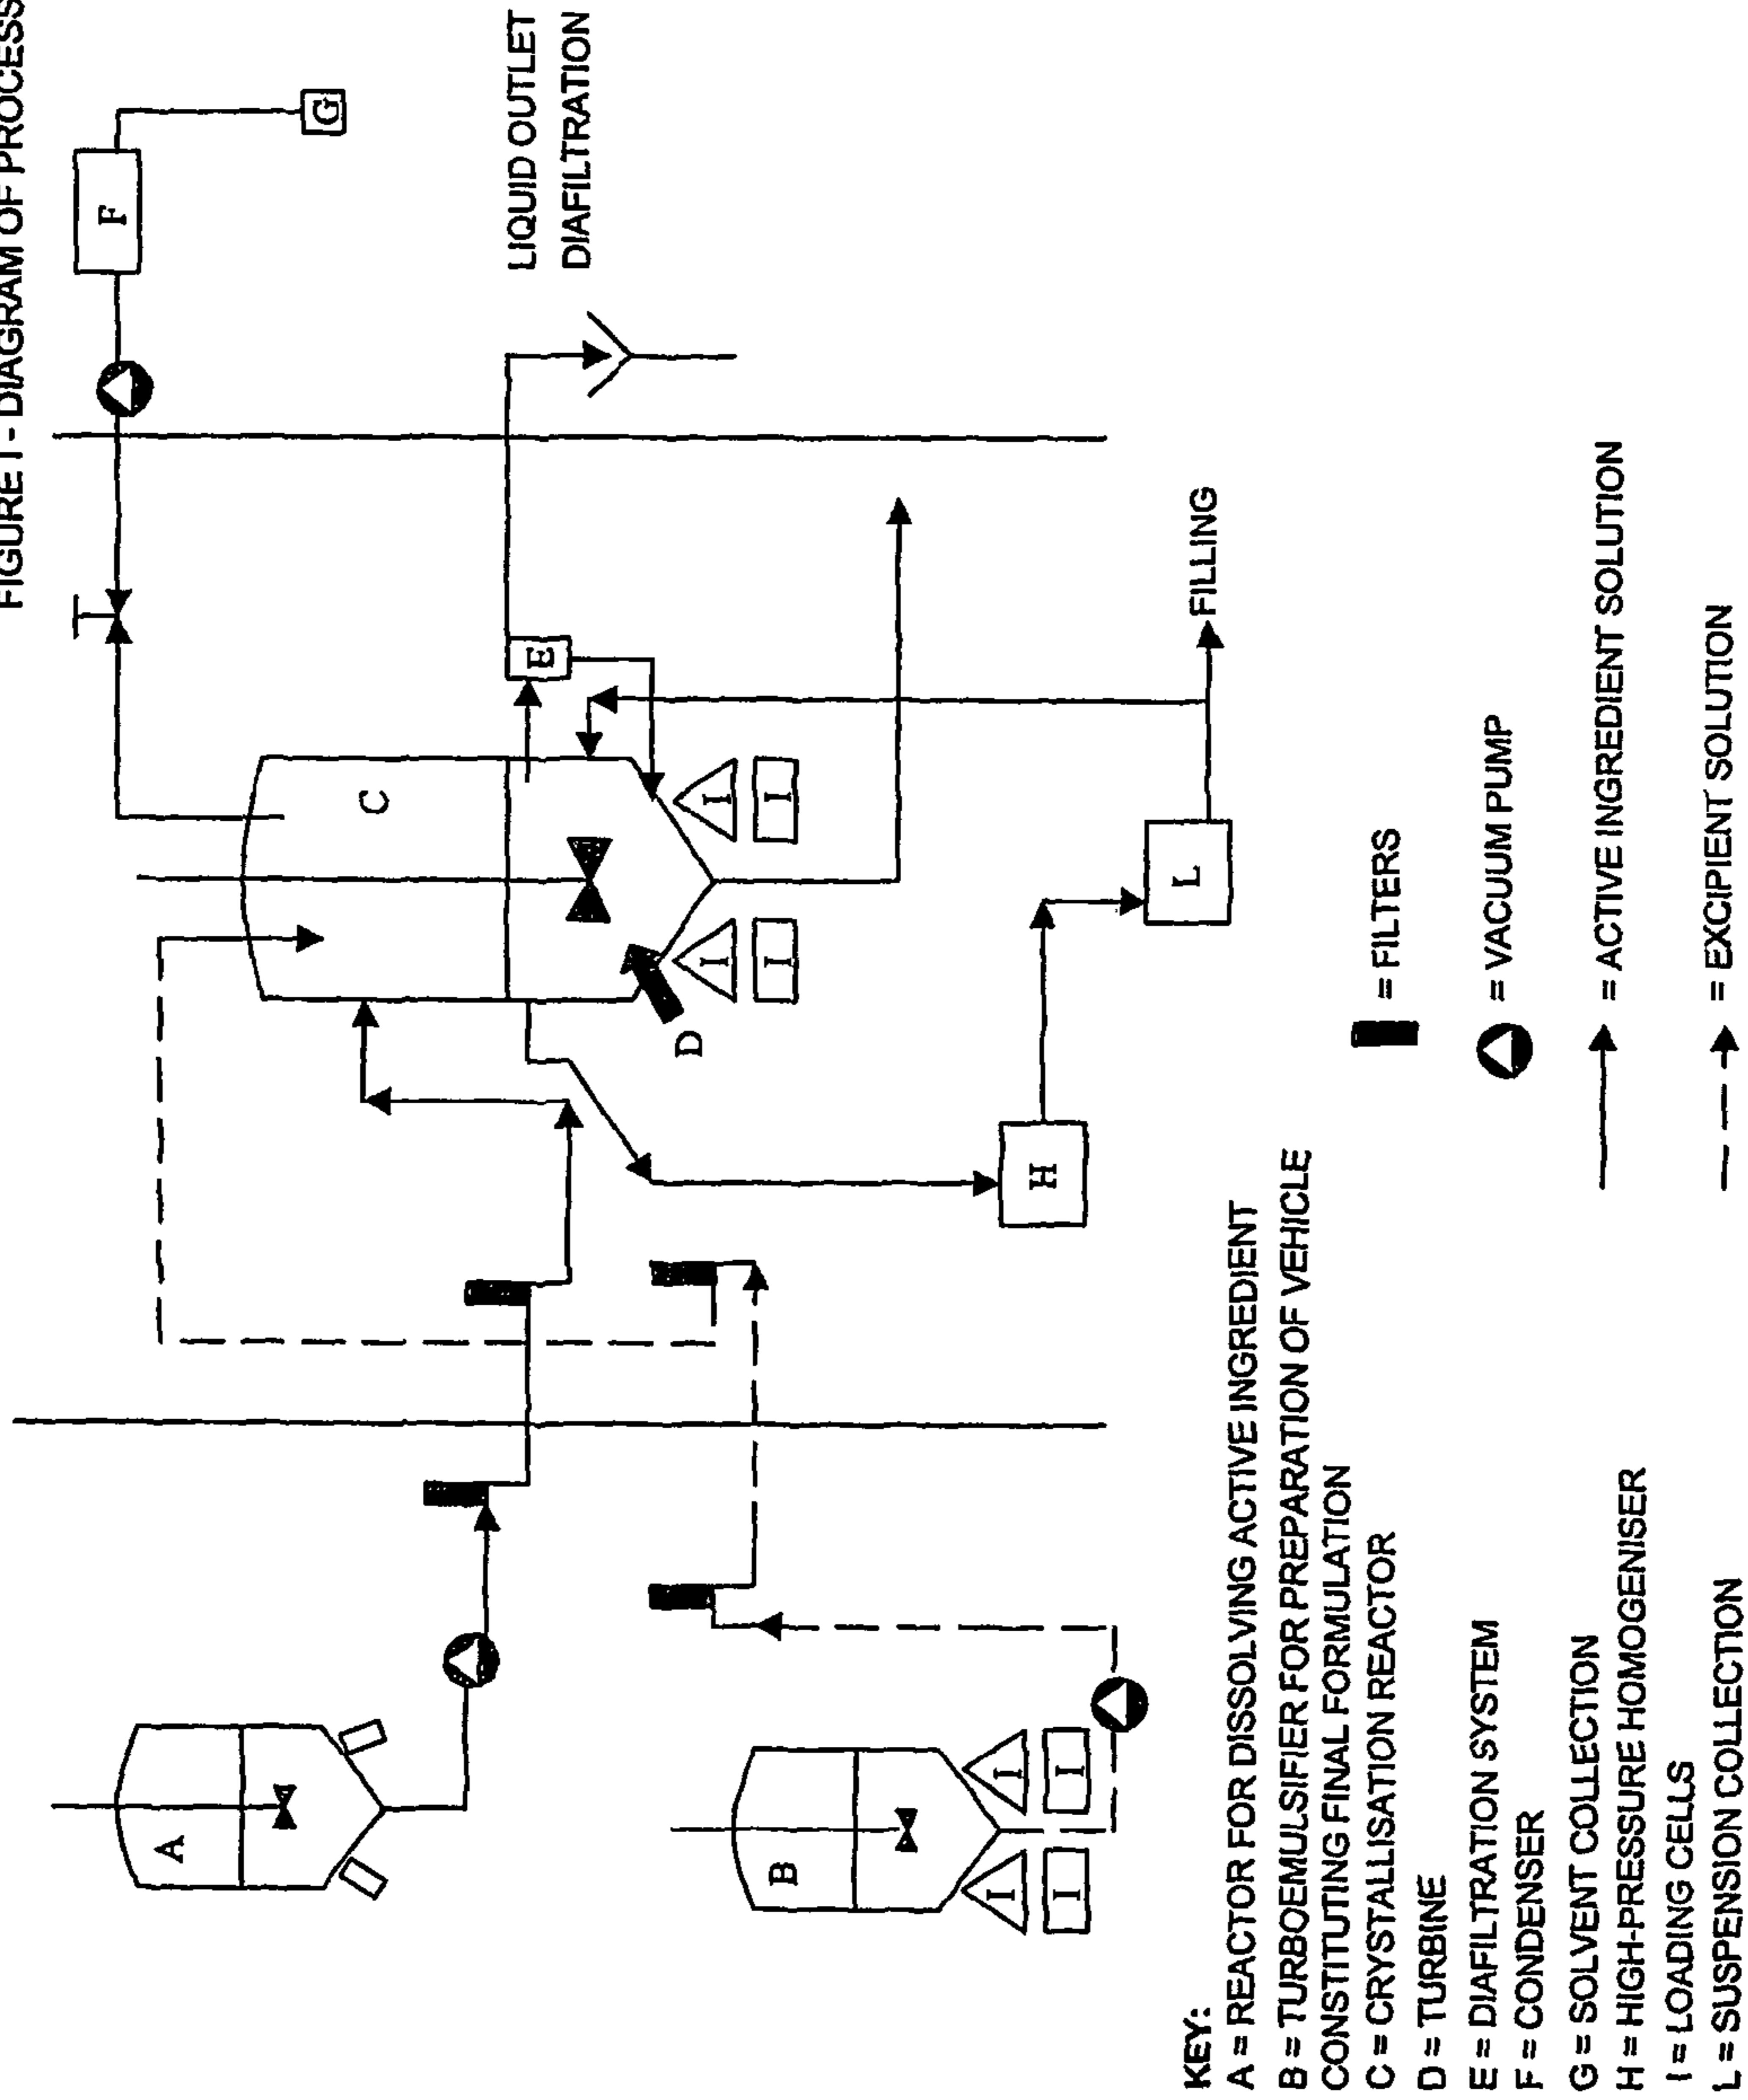 FIGURE I - DIAGRAM OF PROCESS
F
G
LIQUID OUTLET
DIAFILTRATION
C
E
D
I
I
I
I
A
B
I
I
I
I
H
L
FILLING
KEY:
A = REACTOR FOR DISSOLVING ACTIVE INGREDIENT
B = TURBOEMULSIFIER FOR PREPARATION OF VEHICLE
CONSTITUTING FINAL FORMULATION
C = CRYSTALLISATION REACTOR
D = TURBINE
E = DIAFILTRATION SYSTEM
F = CONDENSER
G = SOLVENT COLLECTION
H = HIGH-PRESSURE HOMOGENISER
I = LOADING CELLS
L = SUSPENSION COLLECTION
= FILTERS
= VACUUM PUMP
= ACTIVE INGREDIENT SOLUTION
= EXCIPIENT SOLUTION